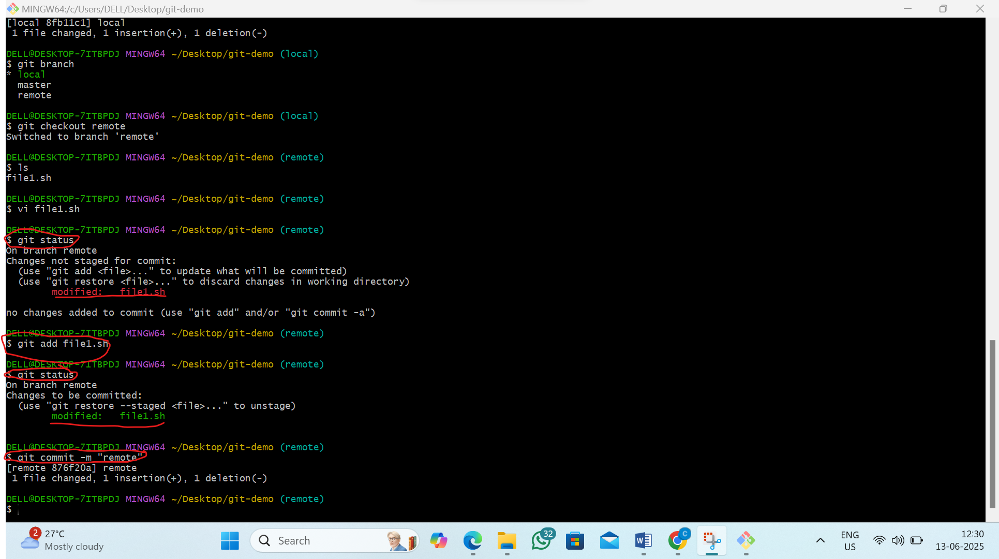 MINGW64:/c/Users/DELL/Desktop/git-demo
[local 8fb11c1] local
 1 file changed, 1 insertion(+), 1 deletion(-)
DELL@DESKTOP-7ITBPDJ MINGW64 ~/Desktop/git-demo (local)
$ git branch
* local
  master
  remote
DELL@DESKTOP-7ITBPDJ MINGW64 ~/Desktop/git-demo (local)
$ git checkout remote
Switched to branch 'remote'
DELL@DESKTOP-7ITBPDJ MINGW64 ~/Desktop/git-demo (remote)
$ ls
file1.sh
DELL@DESKTOP-7ITBPDJ MINGW64 ~/Desktop/git-demo (remote)
$ vi file1.sh
DELL@DESKTOP-7ITBPDJ MINGW64 ~/Desktop/git-demo (remote)
$ git status
On branch remote
Changes not staged for commit:
  (use "git add <file>..." to update what will be committed)
  (use "git restore <file>..." to discard changes in working directory)
        modified:   file1.sh
no changes added to commit (use "git add" and/or "git commit -a")
DELL@DESKTOP-7ITBPDJ MINGW64 ~/Desktop/git-demo (remote)
$ git add file1.sh
DELL@DESKTOP-7ITBPDJ MINGW64 ~/Desktop/git-demo (remote)
$ git status
On branch remote
Changes to be committed:
  (use "git restore --staged <file>..." to unstage)
        modified:   file1.sh
DELL@DESKTOP-7ITBPDJ MINGW64 ~/Desktop/git-demo (remote)
$ git commit -m "remote"
[remote 876f20a] remote
 1 file changed, 1 insertion(+), 1 deletion(-)
DELL@DESKTOP-7ITBPDJ MINGW64 ~/Desktop/git-demo (remote)
$
2
27°C
Mostly cloudy
Search
32
W
C
ENG
US
12:30
13-06-2025